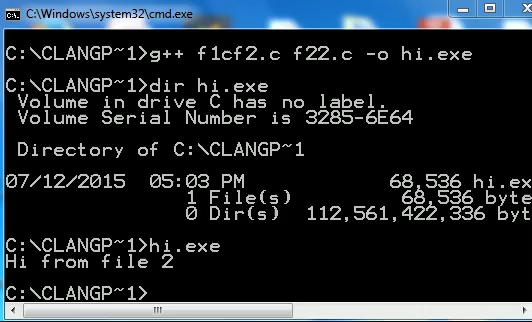 C:\Windows\system32\cmd.exe
C:\CLANGP~1>g++ f1cf2.c f22.c -o hi.exe
C:\CLANGP~1>dir hi.exe
Volume in drive C has no label.
Volume Serial Number is 3285-6E64
Directory of C:\CLANGP~1
07/12/2015  05:03 PM            68,536 hi.ex
1 File(s)         68,536 byte
0 Dir(s)  112,561,422,336 byt
C:\CLANGP~1>hi.exe
Hi from file 2
C:\CLANGP~1>